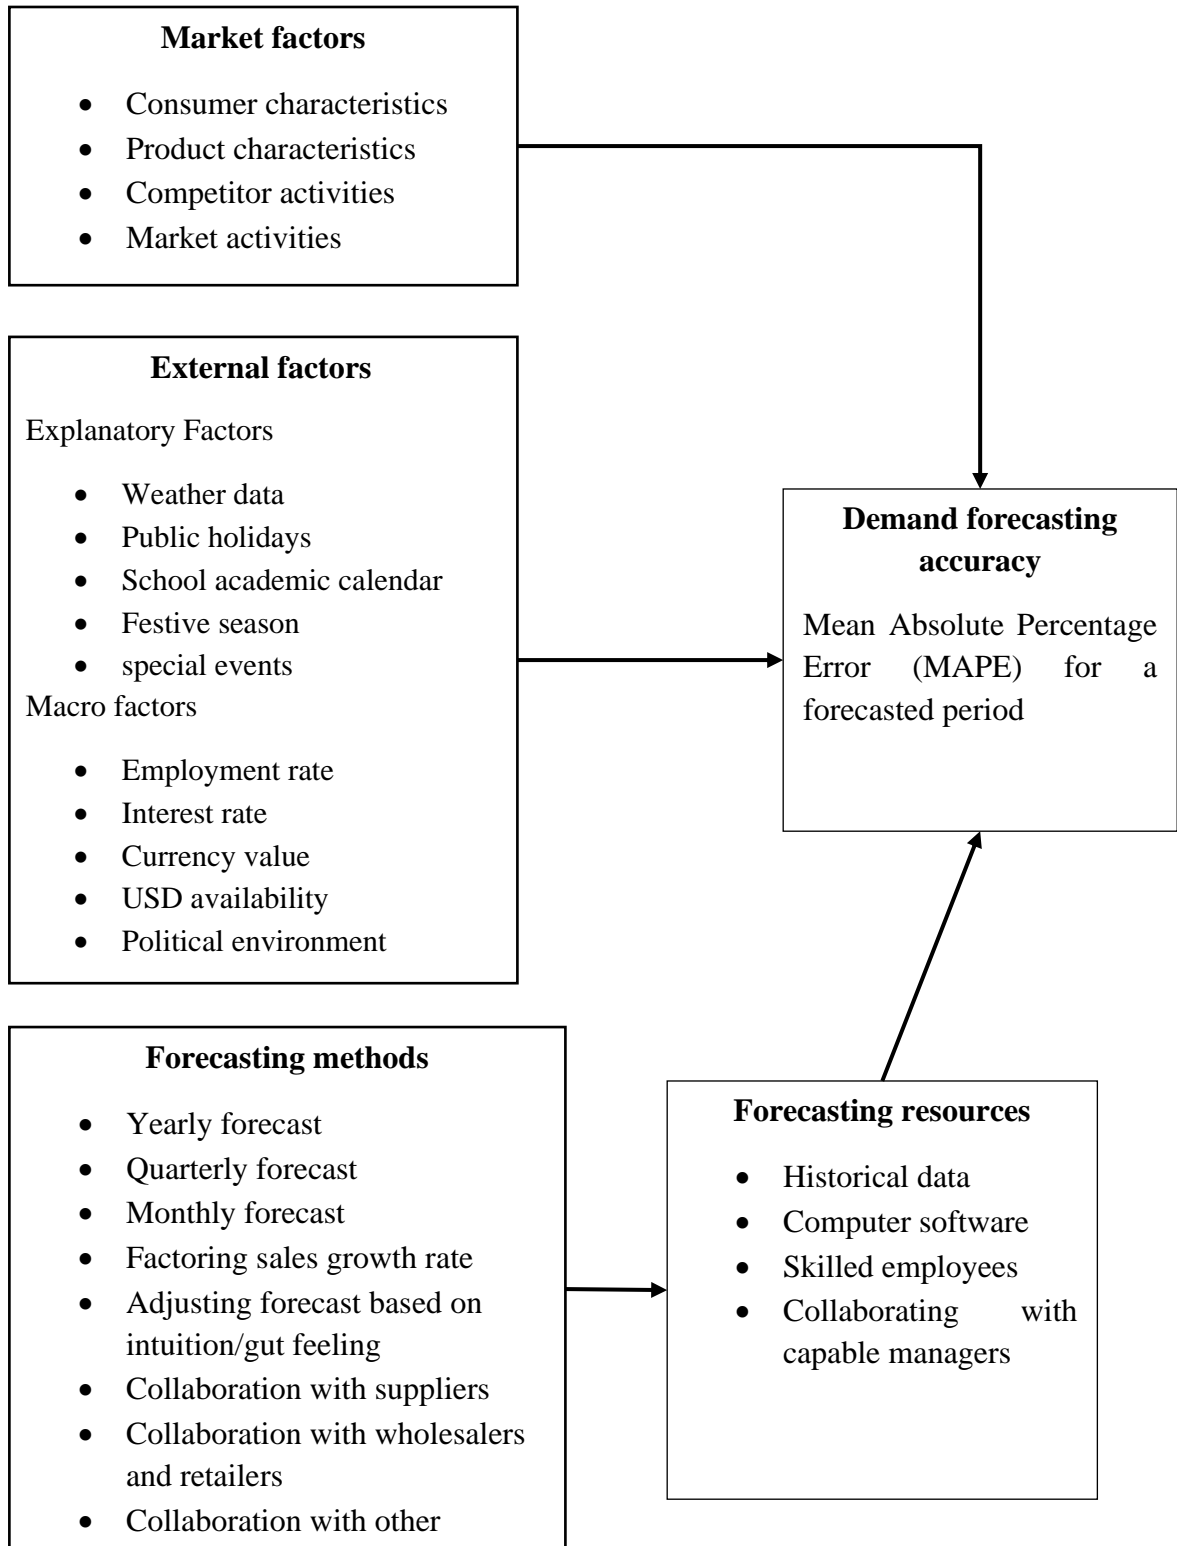 Market factors
• Consumer characteristics
• Product characteristics
• Competitor activities
• Market activities
External factors
Explanatory Factors
• Weather data
• Public holidays
• School academic calendar
• Festive season
• special events
Macro factors
• Employment rate
• Interest rate
• Currency value
• USD availability
• Political environment
Demand forecasting
accuracy
Mean Absolute Percentage
Error (MAPE) for a
forecasted period
Forecasting methods
• Yearly forecast
• Quarterly forecast
• Monthly forecast
• Factoring sales growth rate
• Adjusting forecast based on
intuition/gut feeling
• Collaboration with suppliers
• Collaboration with wholesalers
and retailers
• Collaboration with other
Forecasting resources
• Historical data
• Computer software
• Skilled employees
• Collaborating with
capable managers